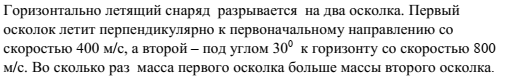 Горизонтально летящий снаряд разрывается на два осколка. Первый
осколок летит перпендикулярно к первоначальному направлению со
скоростью 400 м/с, а второй – под углом 30⁰ к горизонту со скоростью 800
м/с. Во сколько раз масса первого осколка больше массы второго осколка.